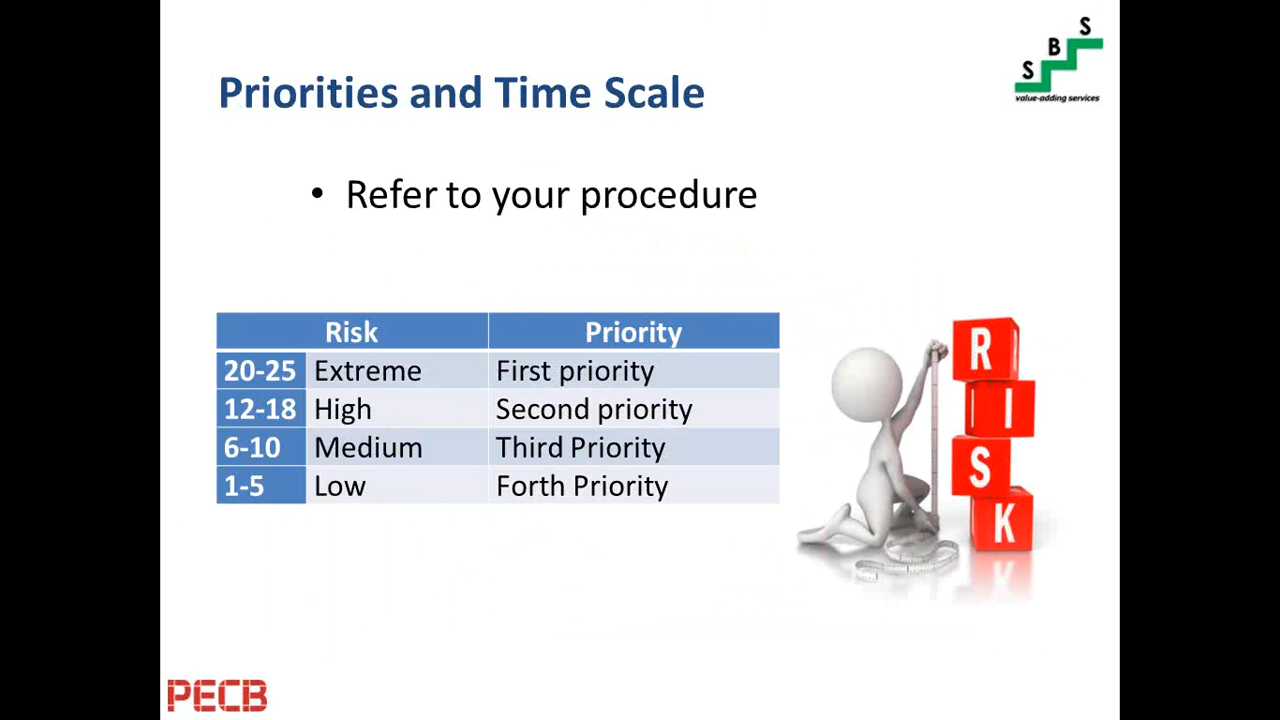 S
B
S
value-adding services
Priorities and Time Scale
• Refer to your procedure
Risk Priority
20-25 Extreme First priority
12-18 High Second priority
6-10 Medium Third Priority
1-5 Low Forth Priority
R
I
S
K
PECB